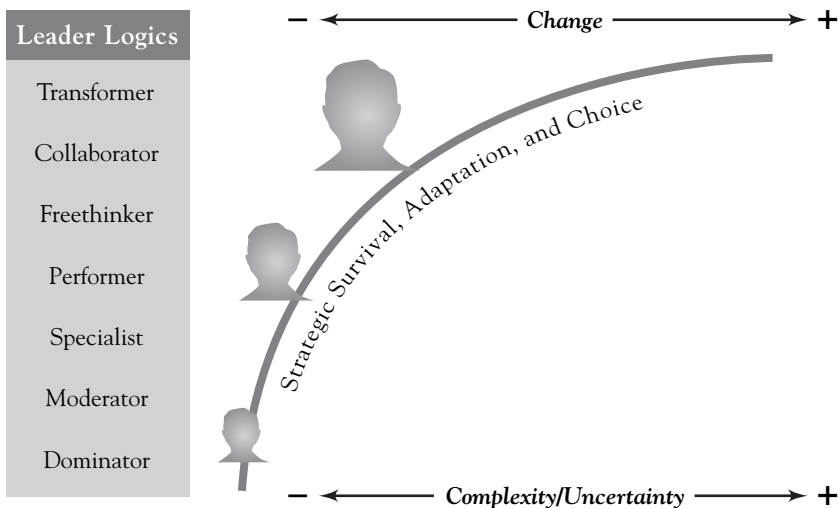 Leader Logics
Transformer
Collaborator
Freethinker
Performer
Specialist
Moderator
Dominator
− Change +
Strategic Survival, Adaptation, and Choice
− Complexity/Uncertainty +